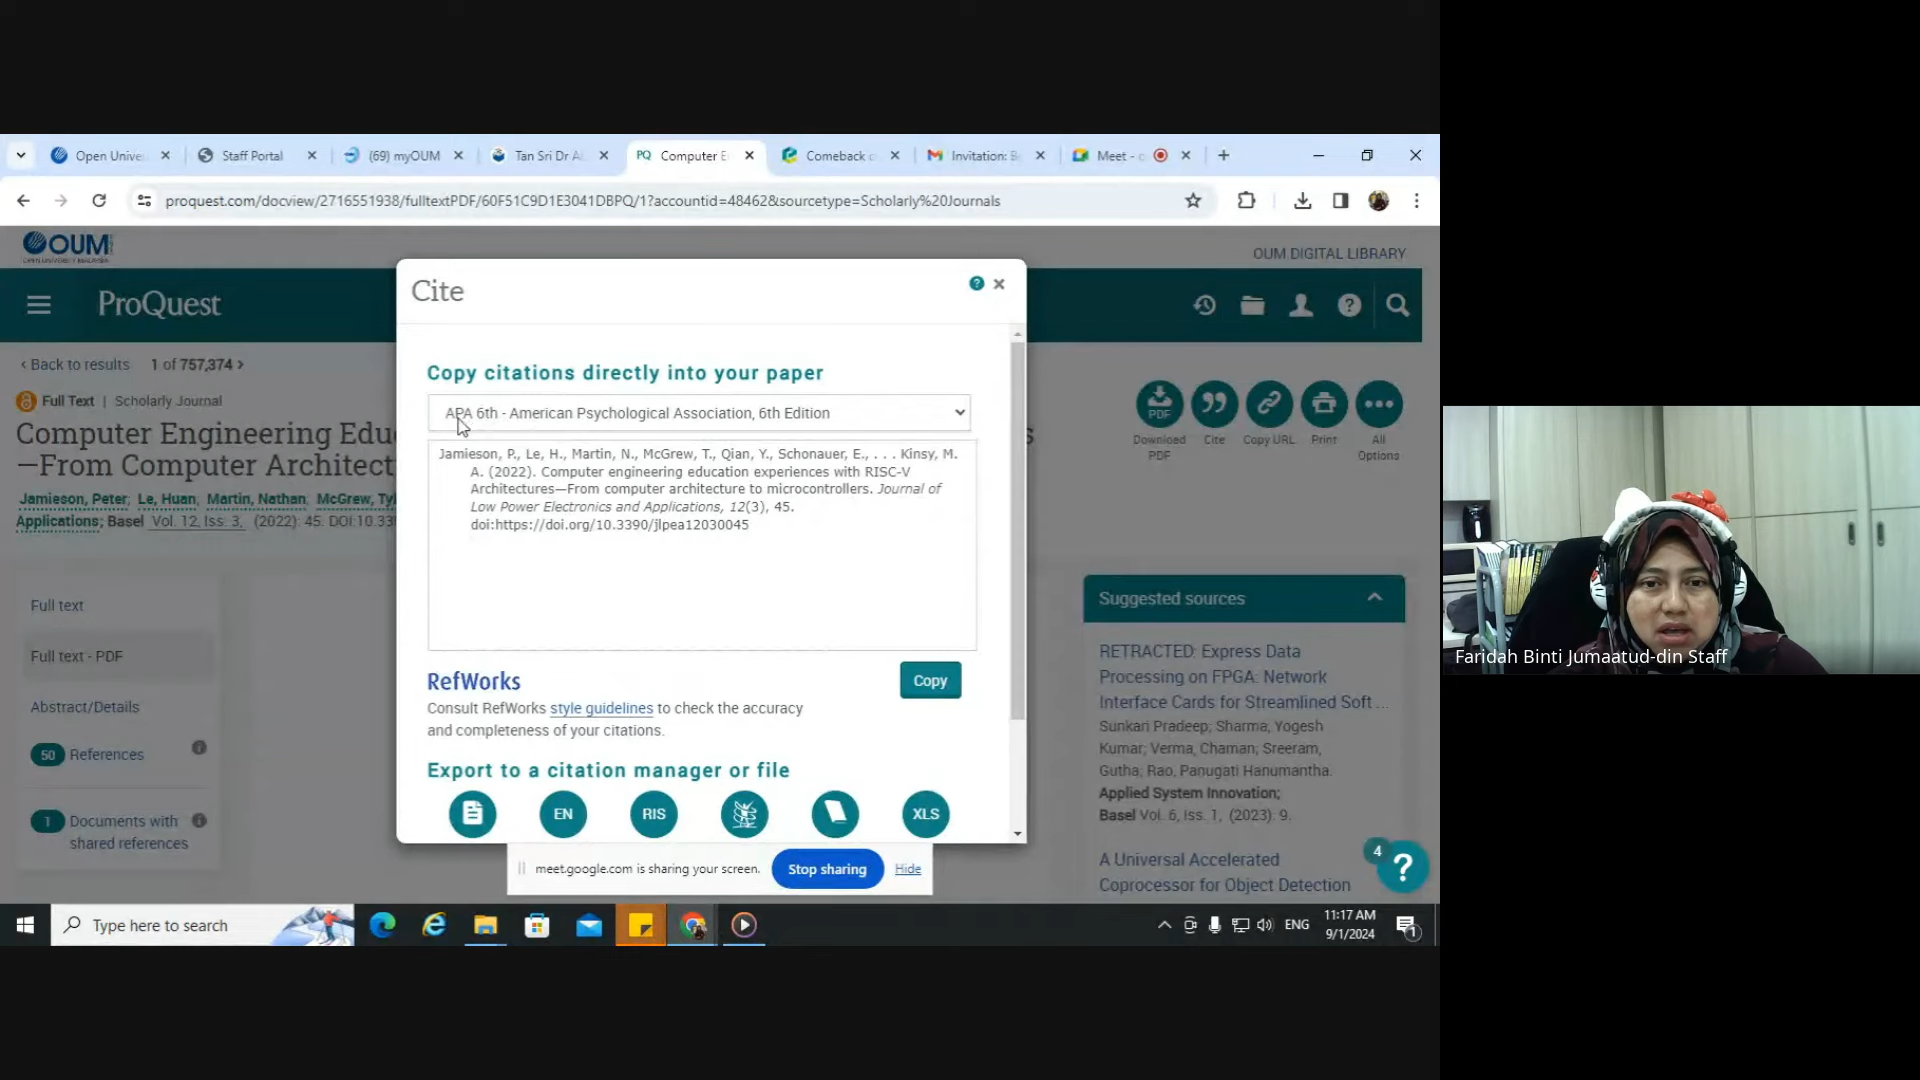 Open Unive
Staff Portal
(69) myOUM
Tan Sri Dr A
PQ Computer E
Comeback
Invitation: B
Meet -
proquest.com/docview/2716551938/fulltextPDF/60F51C9D1E3041DBPQ/1?accountid=48462&sourcetype=Scholarly%20Journals
OUM
OUM DIGITAL LIBRARY
ProQuest
Back to results 1 of 757,374
Full Text | Scholarly Journal
Computer Engineering Edu
—From Computer Architect
Jamieson, Peter; Le, Huan; Martin, Nathan; McGrew, Tyl
Applications; Basel Vol. 12, Iss. 3, (2022): 45. DOI:10.33
PDF
Download PDF
Cite
Copy URL
Print
All Options
Cite
Copy citations directly into your paper
APA 6th - American Psychological Association, 6th Edition
Jamieson, P., Le, H., Martin, N., McGrew, T., Qian, Y., Schonauer, E., . . . Kinsy, M.
A. (2022). Computer engineering education experiences with RISC-V
Architectures—From computer architecture to microcontrollers. Journal of
Low Power Electronics and Applications, 12(3), 45.
doi:https://doi.org/10.3390/jlpea12030045
RefWorks
Copy
Consult RefWorks style guidelines to check the accuracy
and completeness of your citations.
Export to a citation manager or file
EN
RIS
XLS
Full text
Full text - PDF
Abstract/Details
50 References
1 Documents with
shared references
Suggested sources
RETRACTED: Express Data
Processing on FPGA: Network
Interface Cards for Streamlined Soft ...
Sunkari Pradeep; Sharma, Yogesh
Kumar; Verma, Chaman; Sreeram,
Gutha; Rao, Panugati Hanumantha.
Applied System Innovation;
Basel Vol. 6, Iss. 1, (2023): 9.
A Universal Accelerated
Coprocessor for Object Detection
4
?
meet.google.com is sharing your screen. Stop sharing Hide
Type here to search
ENG
11:17 AM
9/1/2024
1
Faridah Binti Jumaatud-din Staff